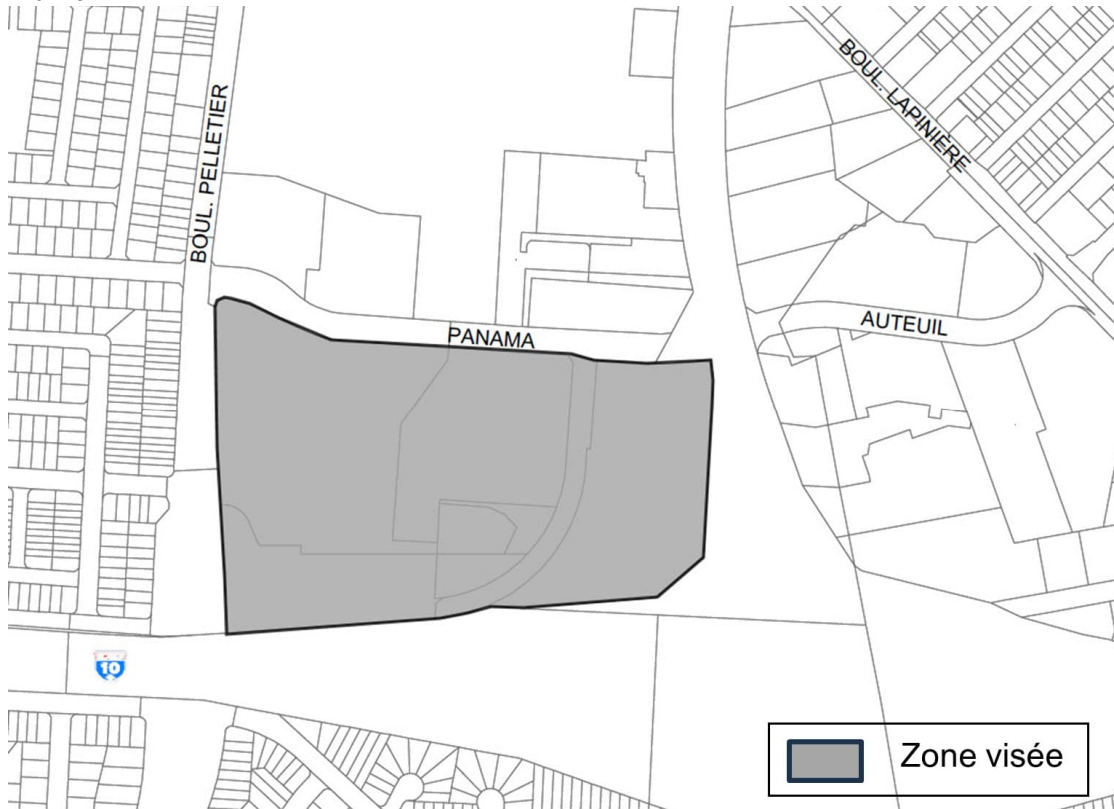 BOUL. PELLETIER
BOUL. LAPINIÈRE
PANAMA
AUTEUIL
10
Zone visée